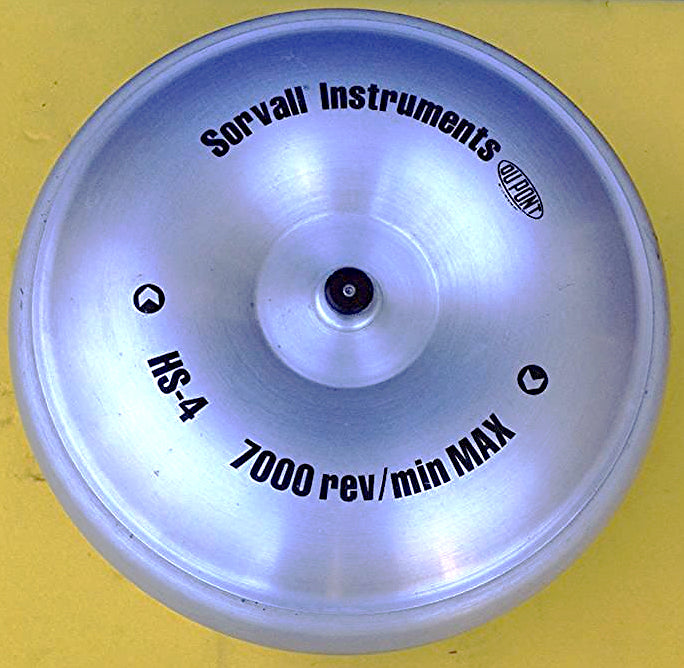 Sorvall Instruments
DU PONT
HS-4
7000 rev/min MAX